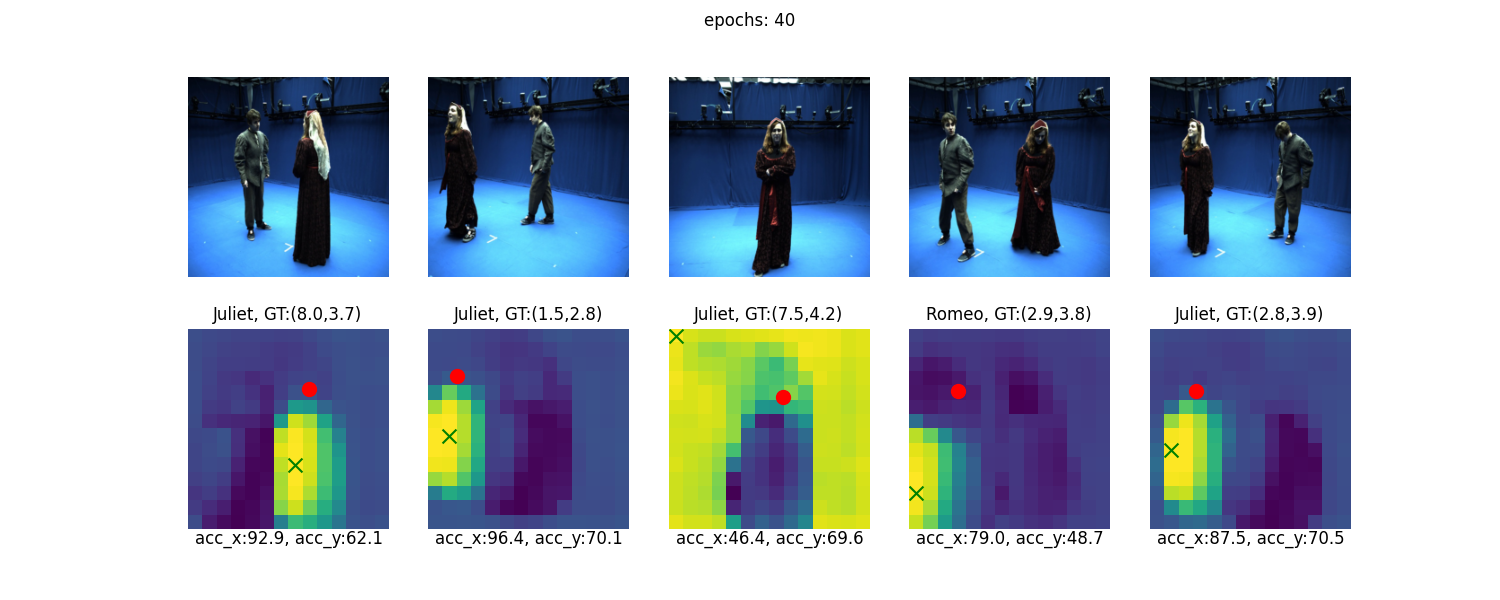 epochs: 40
Juliet, GT:(8.0,3.7)
Juliet, GT:(1.5,2.8)
Juliet, GT:(7.5,4.2)
Romeo, GT:(2.9,3.8)
Juliet, GT:(2.8,3.9)
acc_x:92.9, acc_y:62.1
acc_x:96.4, acc_y:70.1
acc_x:46.4, acc_y:69.6
acc_x:79.0, acc_y:48.7
acc_x:87.5, acc_y:70.5